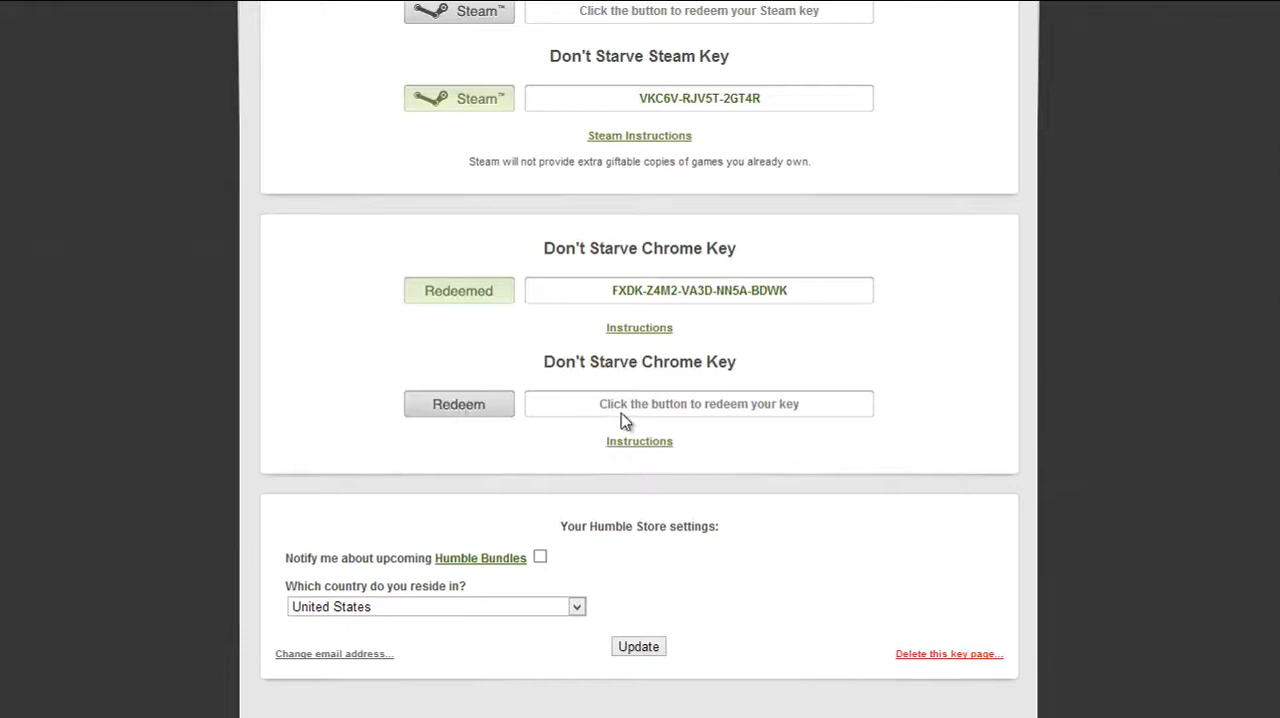 Steam™
Click the button to redeem your Steam key
Don't Starve Steam Key
Steam™
VKC6V-RJV5T-2GT4R
Steam Instructions
Steam will not provide extra giftable copies of games you already own.
Don't Starve Chrome Key
Redeemed
FXDK-Z4M2-VA3D-NN5A-BDWK
Instructions
Don't Starve Chrome Key
Redeem
Click the button to redeem your key
Instructions
Your Humble Store settings:
Notify me about upcoming Humble Bundles
Which country do you reside in?
United States
Update
Change email address...
Delete this key page...